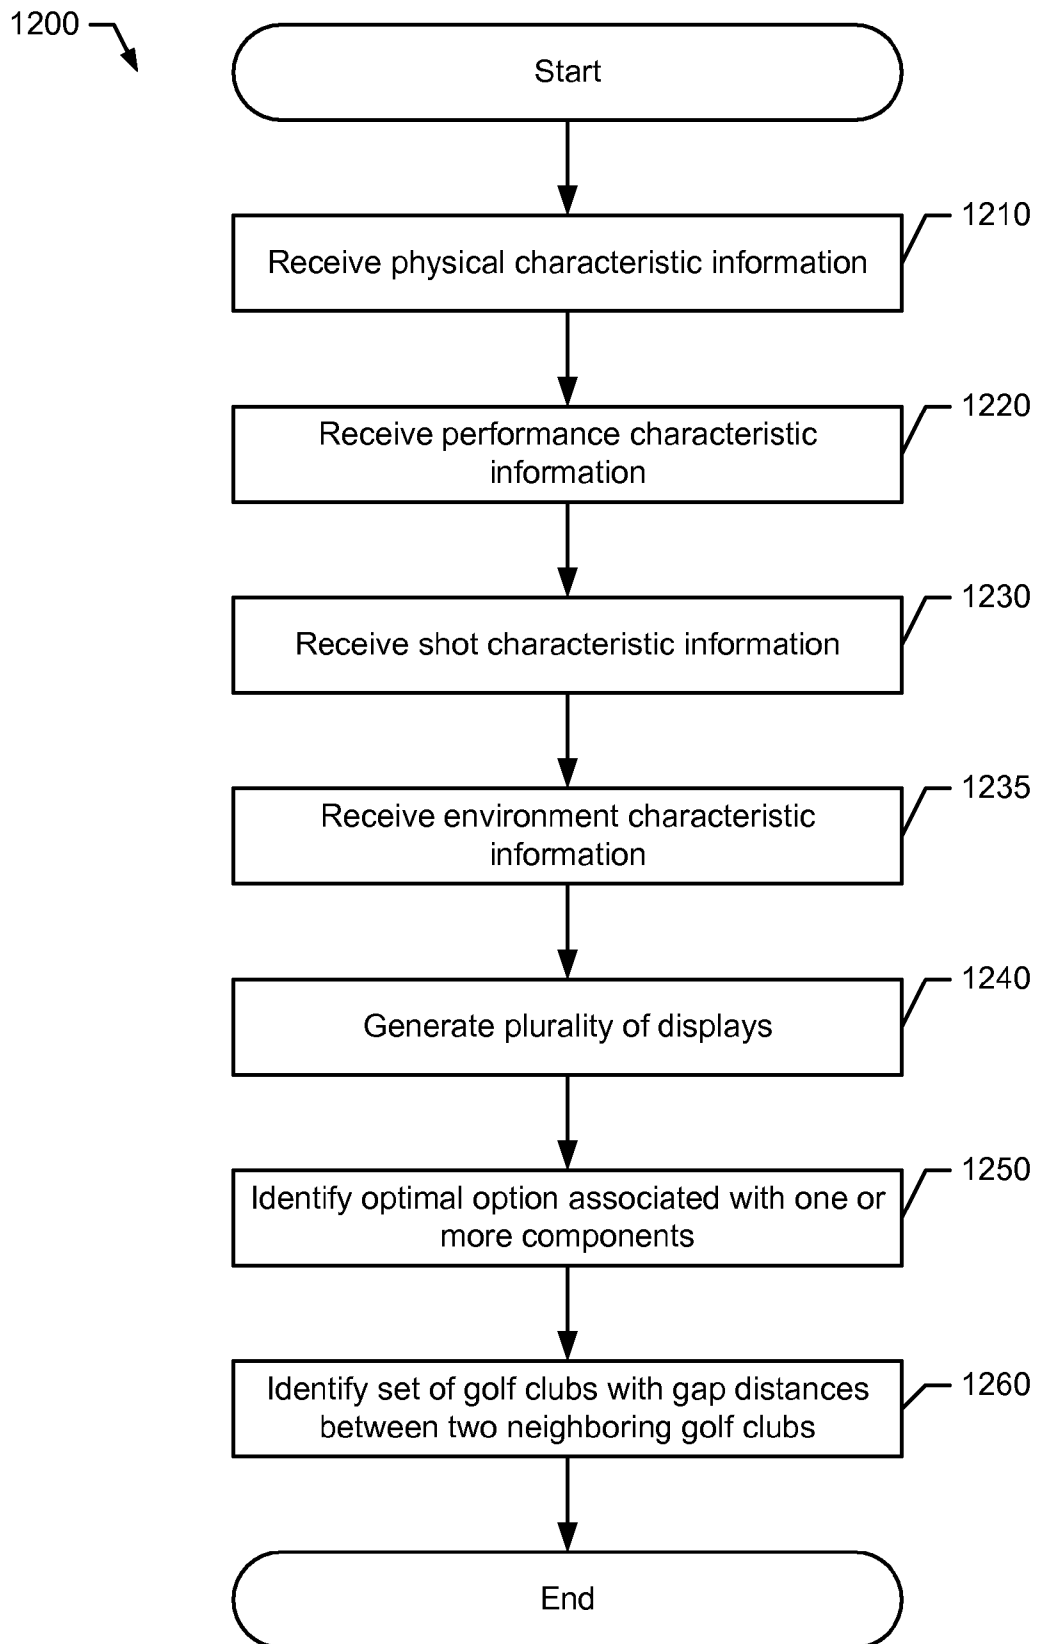 1200
Start
1210
Receive physical characteristic information
1220
Receive performance characteristic
information
1230
Receive shot characteristic information
1235
Receive environment characteristic
information
1240
Generate plurality of displays
1250
Identify optimal option associated with one or
more components
1260
Identify set of golf clubs with gap distances
between two neighboring golf clubs
End